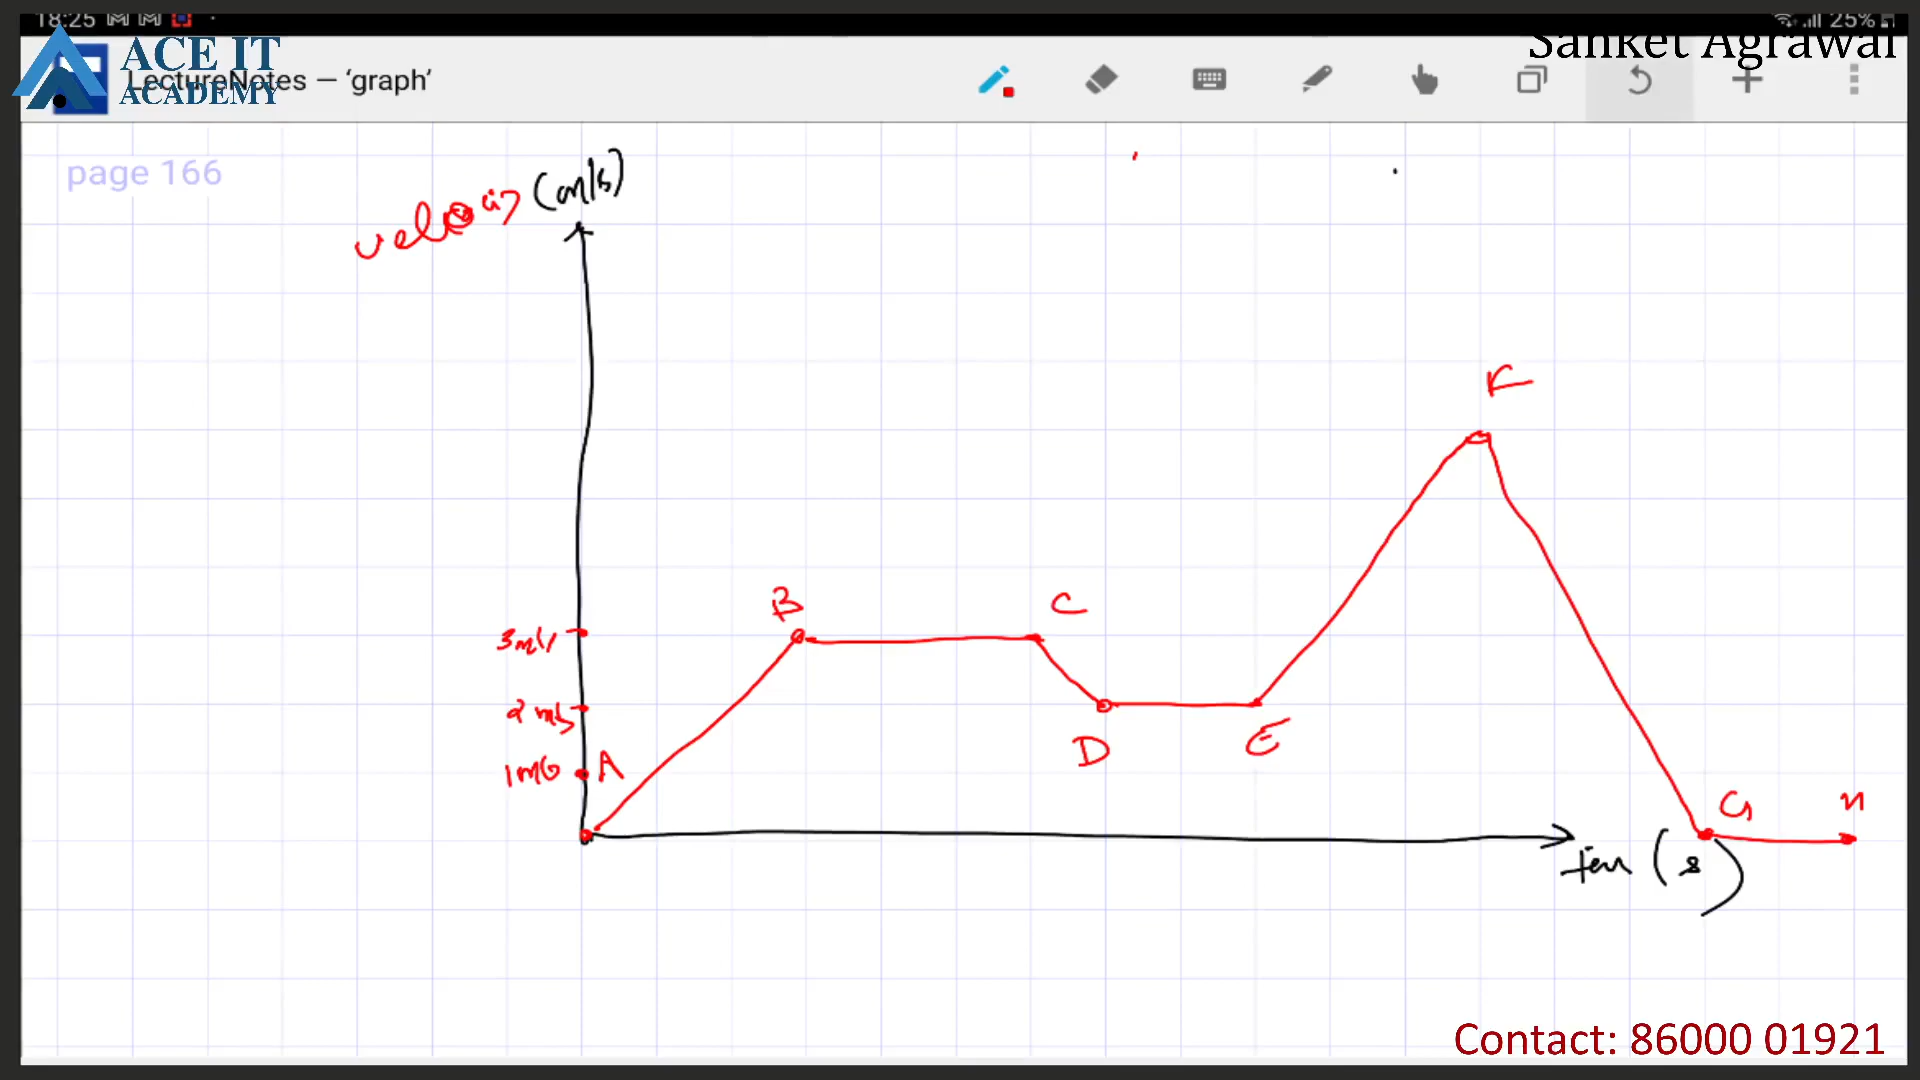 18:25
25%
ACE IT
ACADEMY
LectureNotes — ‘graph’
Sanket Agrawal
page 166
velocity (m/s)
F
B
C
3m/s
2 m/s
D
E
1m/s
A
G
H
(s)
Contact: 86000 01921